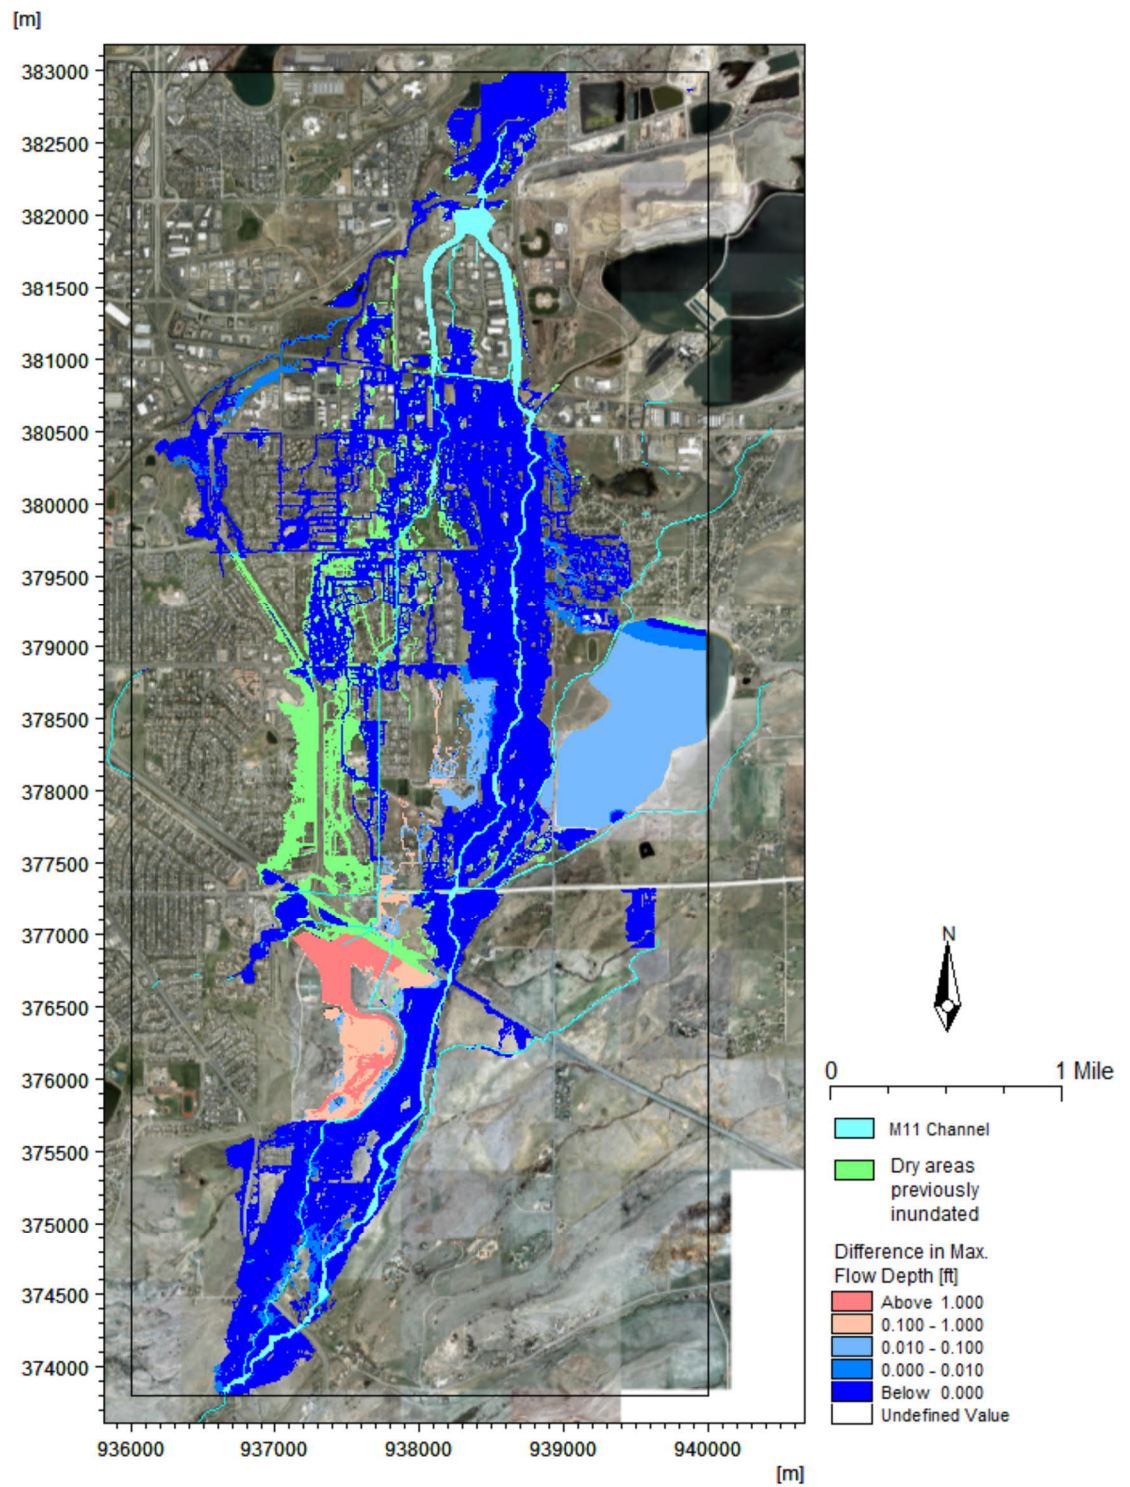 [m]
383000
382500
382000
381500
381000
380500
380000
379500
379000
378500
378000
377500
377000
376500
376000
375500
375000
374500
374000
936000 937000 938000 939000 940000
[m]
N
0 1 Mile
M11 Channel
Dry areas
previously
inundated
Difference in Max.
Flow Depth [ft]
Above 1.000
0.100 - 1.000
0.010 - 0.100
0.000 - 0.010
Below 0.000
Undefined Value